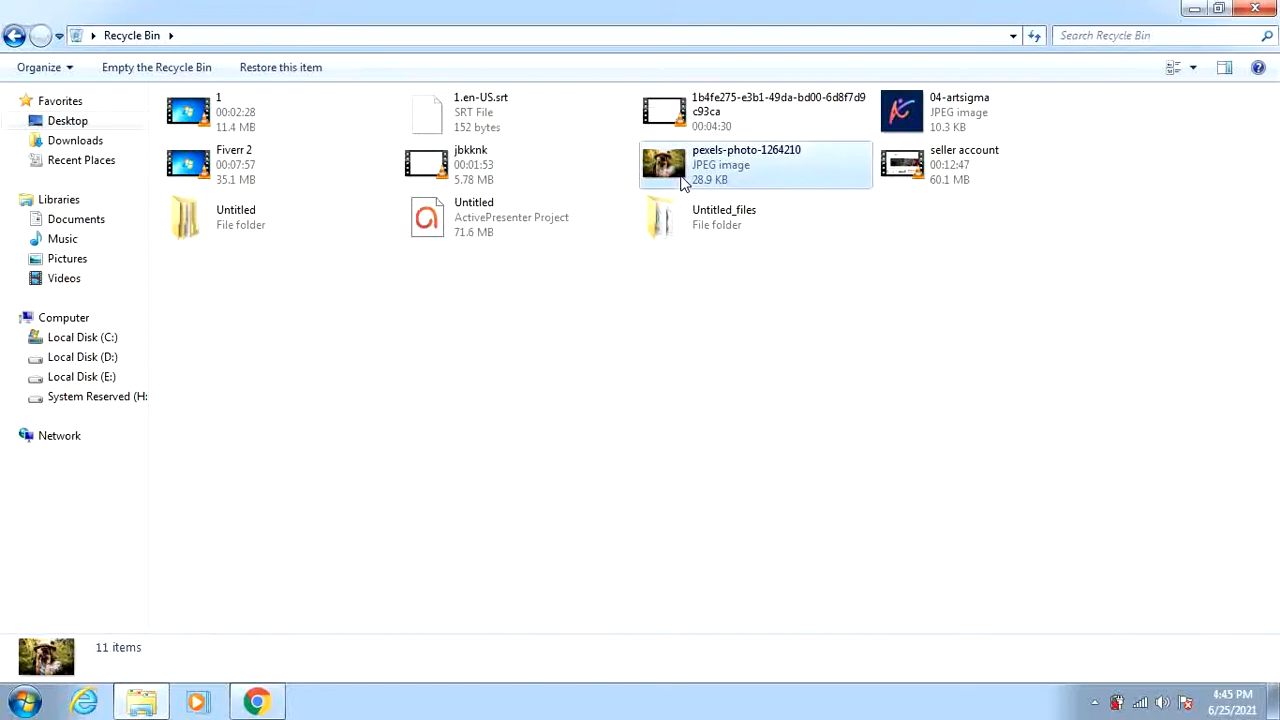 Recycle Bin
Search Recycle Bin
Organize
Empty the Recycle Bin
Restore this item
Favorites
Desktop
Downloads
Recent Places
Libraries
Documents
Music
Pictures
Videos
Computer
Local Disk (C:)
Local Disk (D:)
Local Disk (E:)
System Reserved (H:
Network
1
00:02:28
11.4 MB
1.en-US.srt
SRT File
152 bytes
1b4fe275-e3b1-49da-bd00-6d8f7d9
c93ca
00:04:30
04-artsigma
JPEG image
10.3 KB
Fiverr 2
00:07:57
35.1 MB
jbkknk
00:01:53
5.78 MB
pexels-photo-1264210
JPEG image
28.9 KB
seller account
00:12:47
60.1 MB
Untitled
File folder
Untitled
ActivePresenter Project
71.6 MB
Untitled_files
File folder
11 items
4:45 PM
6/25/2021